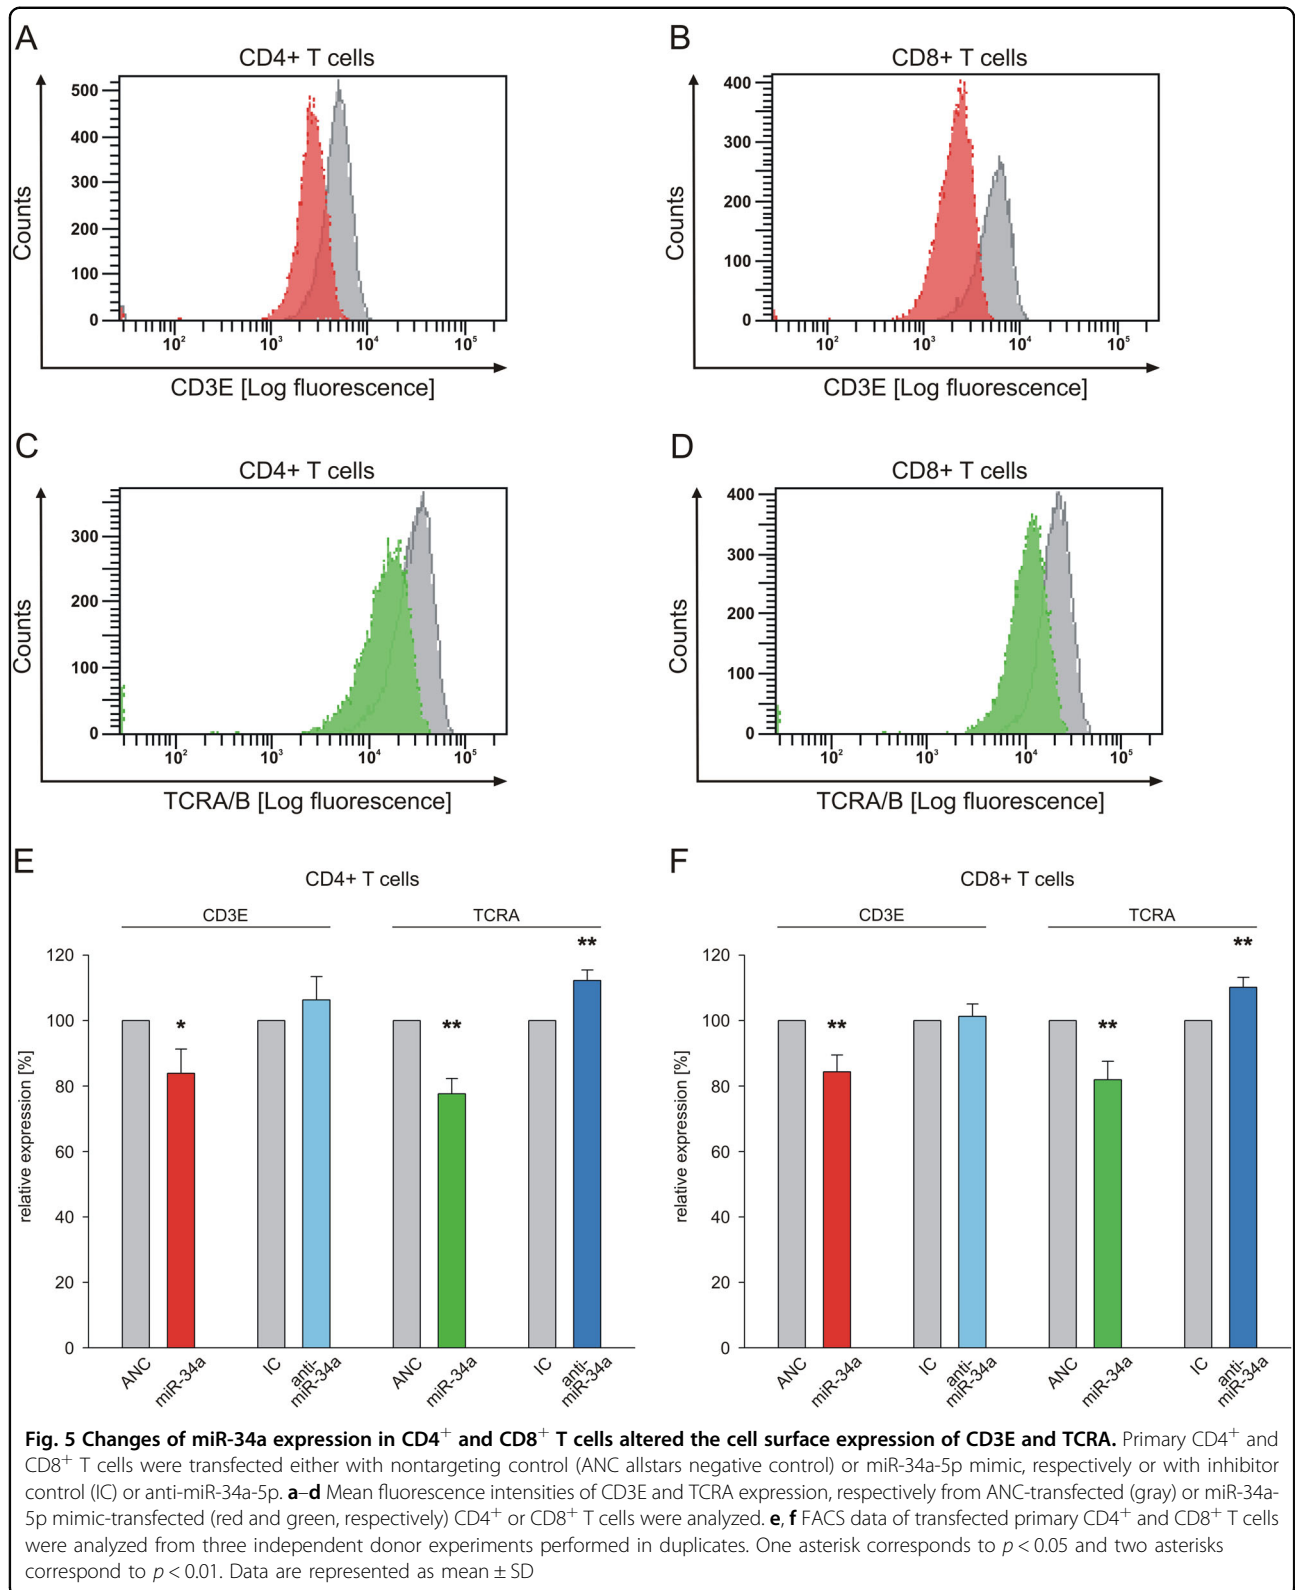 A
CD4+ T cells
Counts
500
400
300
200
100
0
10²
10³
10⁴
10⁵
CD3E [Log fluorescence]
B
CD8+ T cells
Counts
400
300
200
100
0
10²
10³
10⁴
10⁵
CD3E [Log fluorescence]
C
CD4+ T cells
Counts
300
200
100
0
10²
10³
10⁴
10⁵
TCRA/B [Log fluorescence]
D
CD8+ T cells
Counts
400
300
200
100
0
10²
10³
10⁴
10⁵
TCRA/B [Log fluorescence]
E
CD4+ T cells
CD3E
TCRA
relative expression [%]
120
100
80
60
40
20
0
*
**
**
ANC
miR-34a
IC
anti-
miR-34a
ANC
miR-34a
IC
anti-
miR-34a
F
CD8+ T cells
CD3E
TCRA
relative expression [%]
120
100
80
60
40
20
0
**
**
**
ANC
miR-34a
IC
anti-
miR-34a
ANC
miR-34a
IC
anti-
miR-34a
Fig. 5 Changes of miR-34a expression in CD4⁺ and CD8⁺ T cells altered the cell surface expression of CD3E and TCRA. Primary CD4⁺ and
CD8⁺ T cells were transfected either with nontargeting control (ANC allstars negative control) or miR-34a-5p mimic, respectively or with inhibitor
control (IC) or anti-miR-34a-5p. a–d Mean fluorescence intensities of CD3E and TCRA expression, respectively from ANC-transfected (gray) or miR-34a-
5p mimic-transfected (red and green, respectively) CD4⁺ or CD8⁺ T cells were analyzed. e, f FACS data of transfected primary CD4⁺ and CD8⁺ T cells
were analyzed from three independent donor experiments performed in duplicates. One asterisk corresponds to p < 0.05 and two asterisks
correspond to p < 0.01. Data are represented as mean ± SD